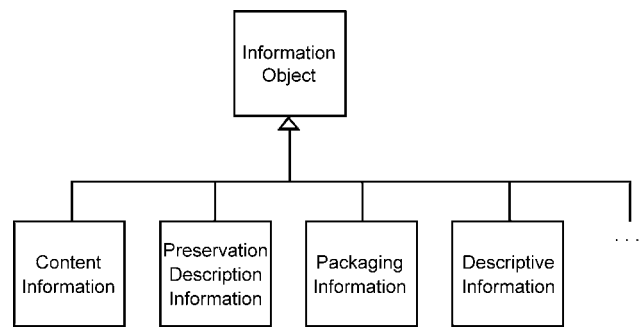 Information
Object
Content
Information
Preservation
Description
Information
Packaging
Information
Descriptive
Information
. . .